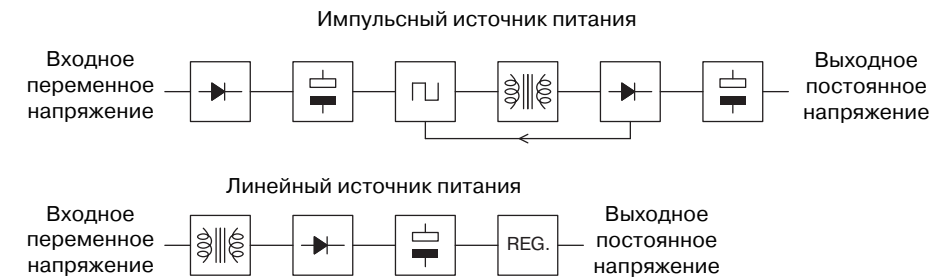 Импульсный источник питания
Входное
переменное
напряжение
Выходное
постоянное
напряжение
Линейный источник питания
Входное
переменное
напряжение
REG.
Выходное
постоянное
напряжение